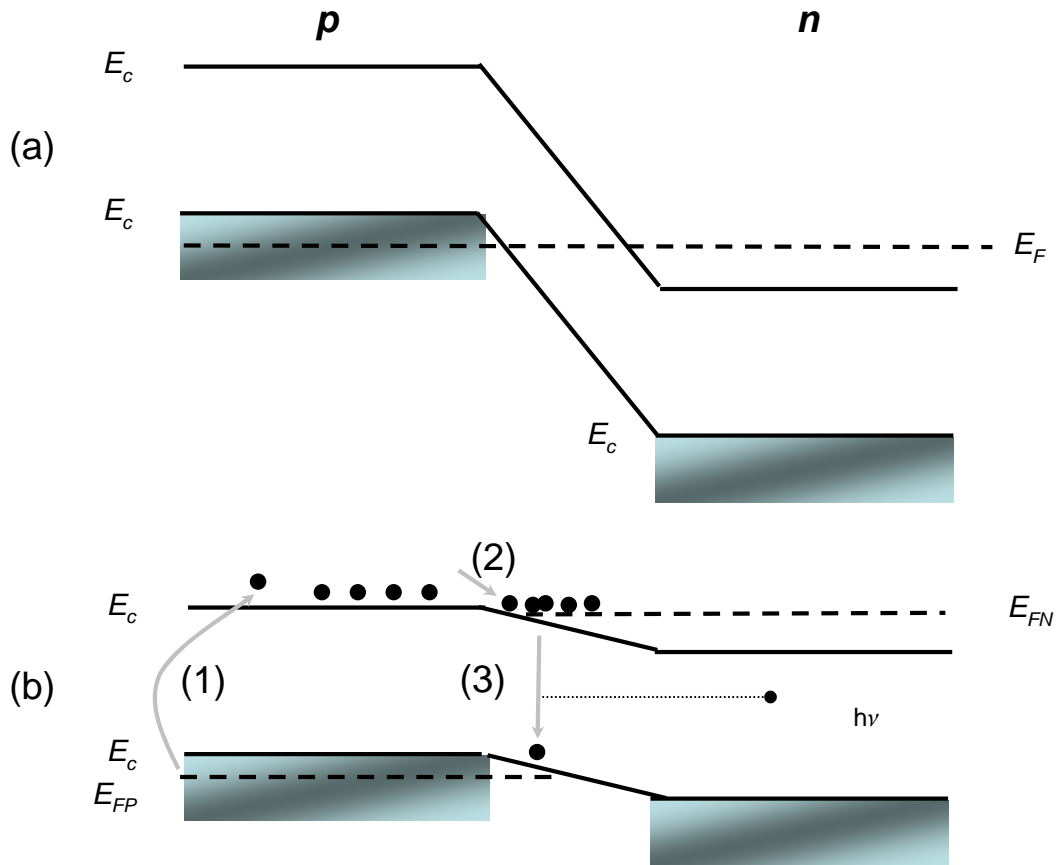 p n
E_c
(a)
E_c
E_F
E_c
(2)
E_c
E_FN
(1)
(3)
(b)
hν
E_c
E_FP